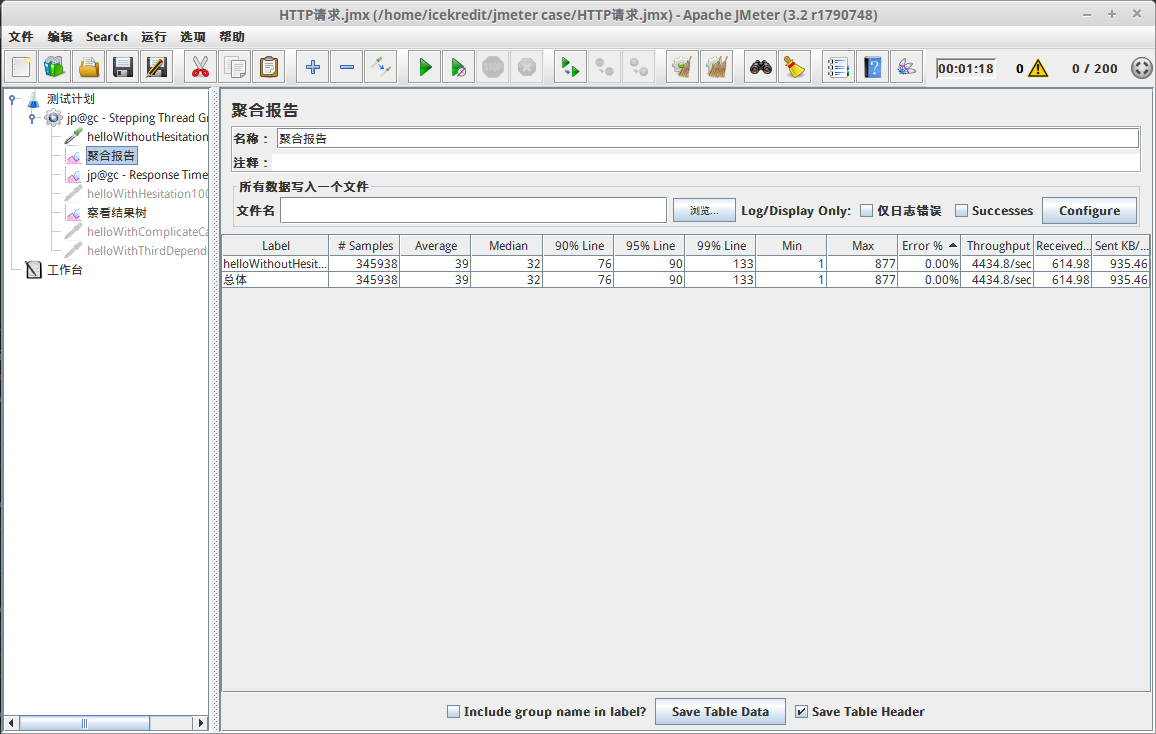 HTTP请求.jmx (/home/icekredit/jmeter case/HTTP请求.jmx) - Apache JMeter (3.2 r1790748)
文件 编辑 Search 运行 选项 帮助
STOP 00:01:18 0 0 / 200
测试计划
jp@gc - Stepping Thread Gr
helloWithoutHesitation
聚合报告
jp@gc - Response Time
helloWithHesitation100
察看结果树
helloWithComplicateCa
helloWithThirdDepend
工作台
聚合报告
名称： 聚合报告
注释：
所有数据写入一个文件
文件名 浏览... Log/Display Only: 仅日志错误 Successes Configure
Label # Samples Average Median 90% Line 95% Line 99% Line Min Max Error % Throughput Received... Sent KB/...
helloWithoutHesit... 345938 39 32 76 90 133 1 877 0.00% 4434.8/sec 614.98 935.46
总体 345938 39 32 76 90 133 1 877 0.00% 4434.8/sec 614.98 935.46
Include group name in label? Save Table Data Save Table Header